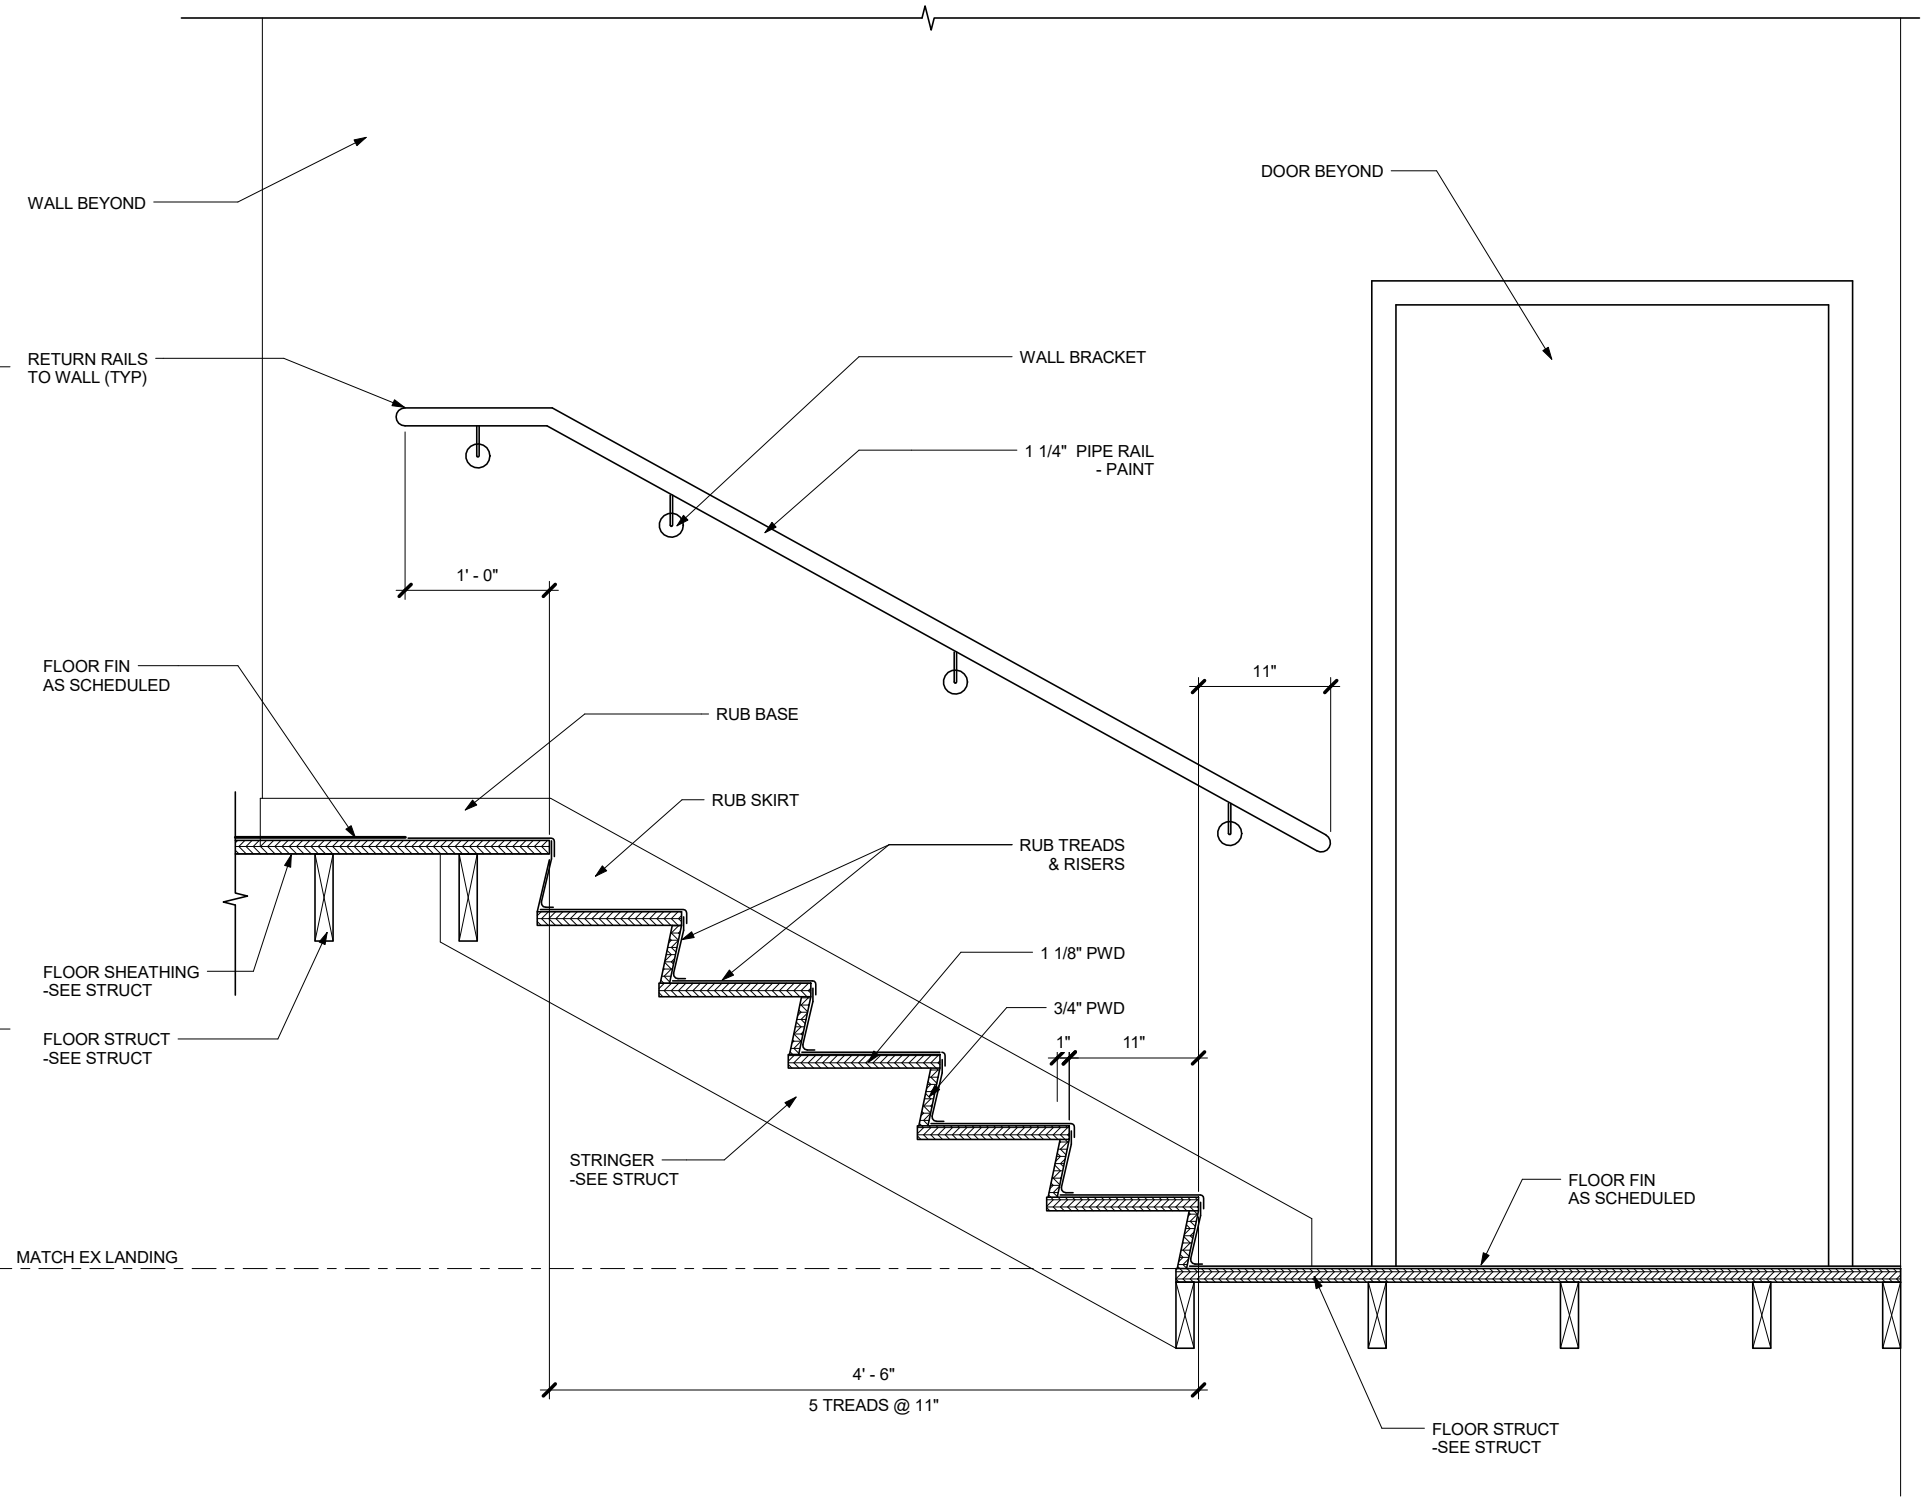 DOOR BEYOND
WALL BEYOND
RETURN RAILS
TO WALL (TYP)
WALL BRACKET
1 1/4" PIPE RAIL
- PAINT
1' - 0"
FLOOR FIN
AS SCHEDULED
11"
RUB BASE
RUB SKIRT
RUB TREADS
& RISERS
1 1/8" PWD
FLOOR SHEATHING
-SEE STRUCT
3/4" PWD
FLOOR STRUCT
-SEE STRUCT
1"
11"
STRINGER
-SEE STRUCT
FLOOR FIN
AS SCHEDULED
MATCH EX LANDING
4' - 6"
5 TREADS @ 11"
FLOOR STRUCT
-SEE STRUCT